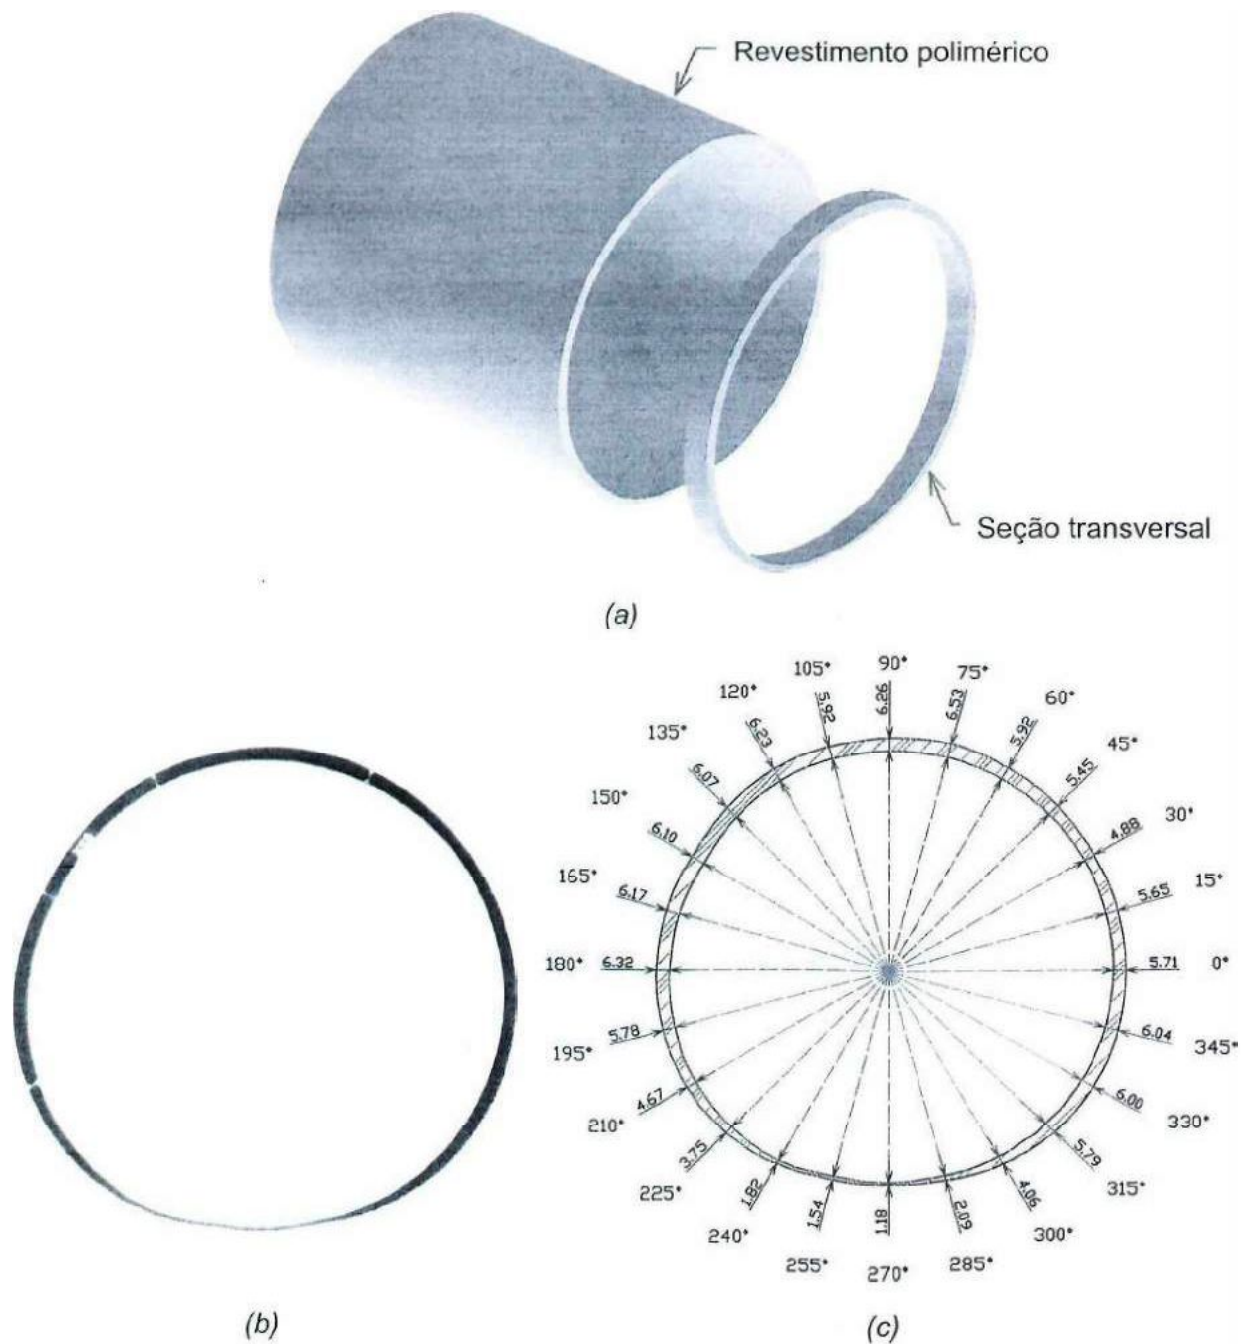 Revestimento polimérico
Seção transversal
(a)
105° 90° 75°
120° 5.92 6.26 6.53 60°
135° 6.23 5.92 45°
6.07 5.45
150° 30°
6.10 4.88
165° 15°
6.17 5.65
180° 6.32 5.71 0°
195° 5.78 6.04 345°
210° 4.67 6.00 330°
225° 3.75 5.79 315°
240° 1.82 1.54 1.18 2.09 4.06 300°
255° 270° 285°
(b) (c)